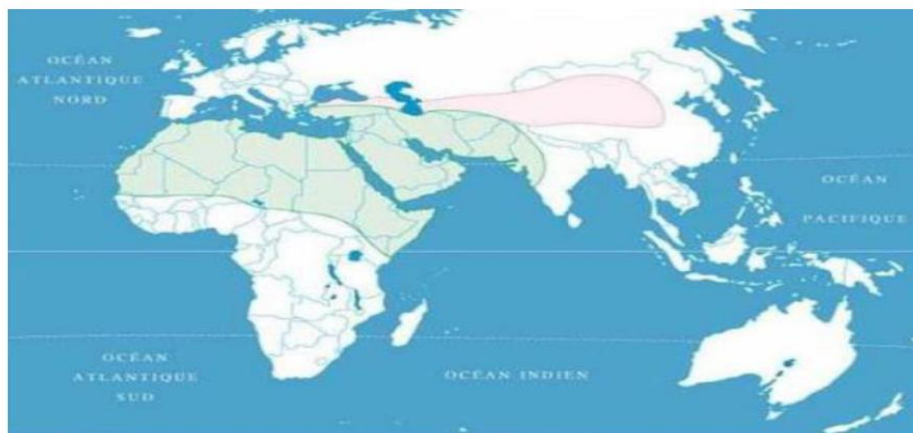 OCÉAN
ATLANTIQUE
NORD
OCÉAN
PACIFIQUE
OCÉAN
ATLANTIQUE
SUD
OCÉAN INDIEN